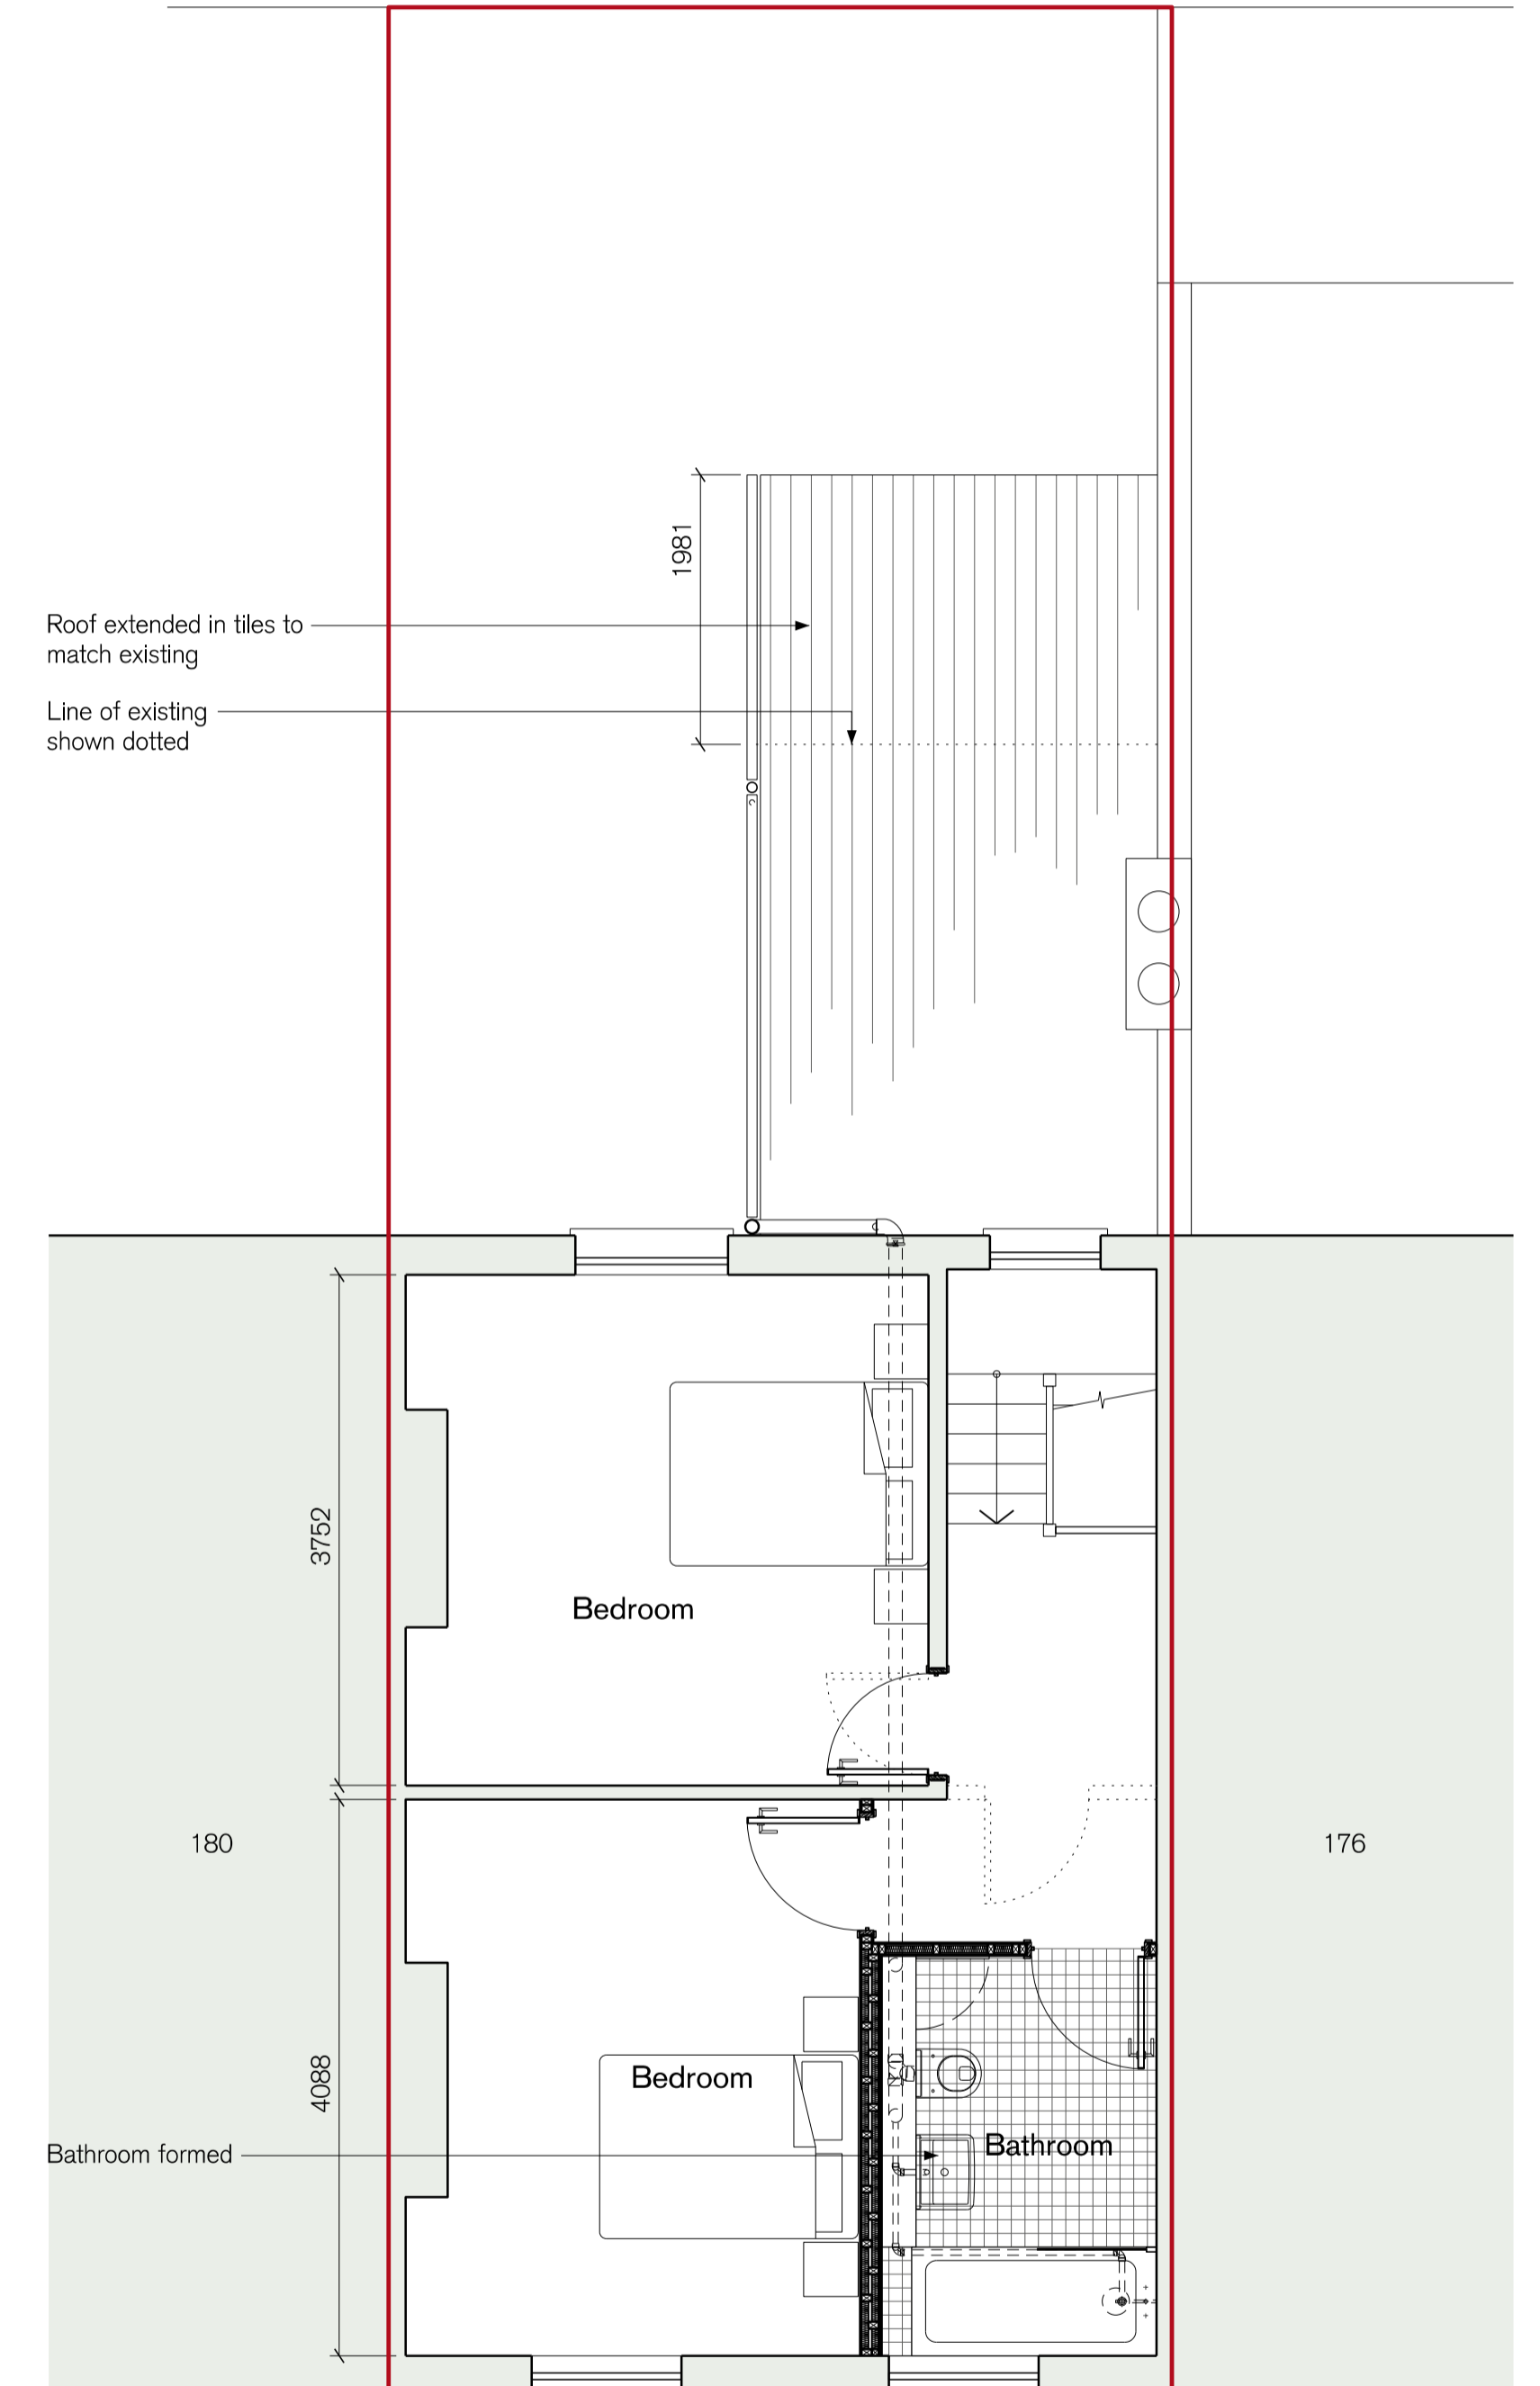 1981
Roof extended in tiles to
match existing
Line of existing
shown dotted
3752
Bedroom
180
176
4088
Bedroom
Bathroom
Bathroom formed